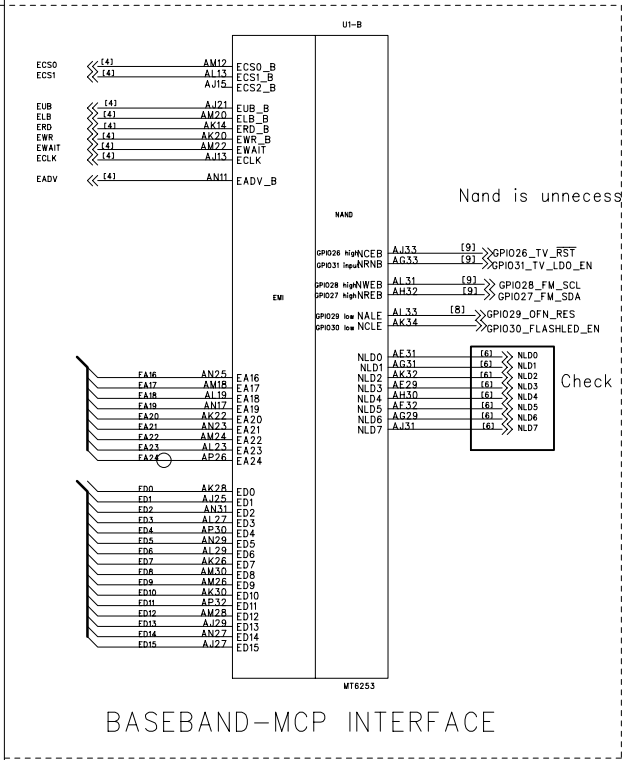 U1-B
ECS0 [4] AM12 ECS0_B
ECS1 [4] AL13 ECS1_B
AJ15 ECS2_B
EUB [4] AJ21 EUB_B
ELB [4] AM20 ELB_B
ERD [4] AK14 ERD_B
EWR [4] AK20 EWR_B
EWAIT [4] AM22 EWAIT
ECLK [4] AJ13 ECLK
EADV [4] AN11 EADV_B
Nand is unnecess
NAND
EMI
GPIO26 high NCEB AJ33 [9] GPIO26_TV_RST
GPIO31 input NRNB AG33 [9] GPIO31_TV_LDO_EN
GPIO28 high NWEB AL31 [9] GPIO28_FM_SCL
GPIO27 high NREB AH32 [9] GPIO27_FM_SDA
GPIO29 low NALE AL33 [8] GPIO29_OFN_RES
GPIO30 low NCLE AK34 GPIO30_FLASHLED_EN
NLD0 AE31 [6] NLD0
NLD1 AG31 [6] NLD1
NLD2 AK32 [6] NLD2
NLD3 AE29 [6] NLD3
NLD4 AH30 [6] NLD4
NLD5 AF32 [6] NLD5
NLD6 AG29 [6] NLD6
NLD7 AJ31 [6] NLD7
Check
EA16 AN25 EA16
EA17 AM18 EA17
EA18 AL19 EA18
EA19 AN17 EA19
EA20 AK22 EA20
EA21 AN23 EA21
EA22 AM24 EA22
EA23 AL23 EA23
EA24 AP26 EA24
ED0 AK28 ED0
ED1 AJ25 ED1
ED2 AN31 ED2
ED3 AL27 ED3
ED4 AP30 ED4
ED5 AN29 ED5
ED6 AL29 ED6
ED7 AK26 ED7
ED8 AM30 ED8
ED9 AM26 ED9
ED10 AK30 ED10
ED11 AP32 ED11
ED12 AM28 ED12
ED13 AJ29 ED13
ED14 AN27 ED14
ED15 AJ27 ED15
MT6253
BASEBAND-MCP INTERFACE